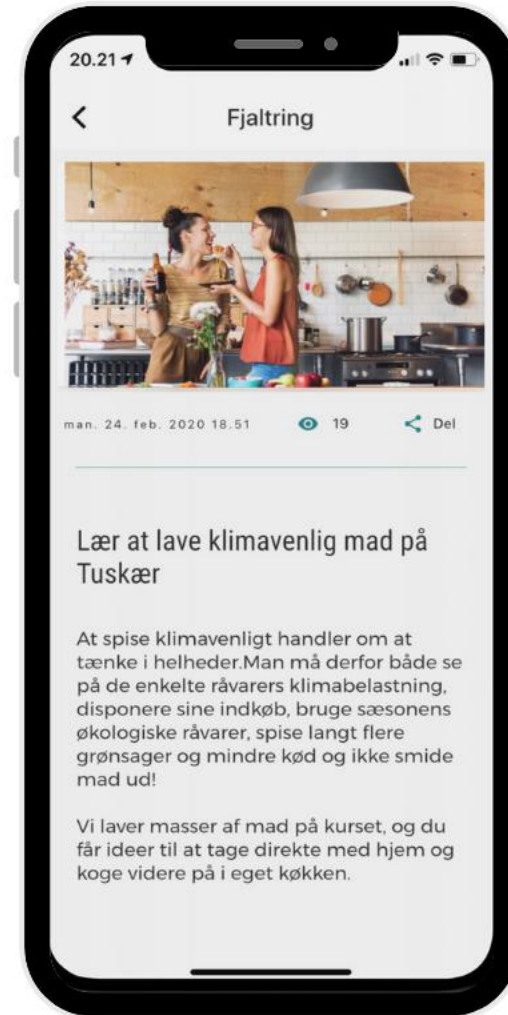 20.21
Fjaltring
man. 24. feb. 2020 18.51 19 Del
Lær at lave klimavenlig mad på
Tuskær
At spise klimavenligt handler om at
tænke i helheder.Man må derfor både se
på de enkelte råvarers klimabelastning,
disponere sine indkøb, bruge sæsonens
økologiske råvarer, spise langt flere
grønsager og mindre kød og ikke smide
mad ud!
Vi laver masser af mad på kurset, og du
får ideer til at tage direkte med hjem og
koge videre på i eget køkken.